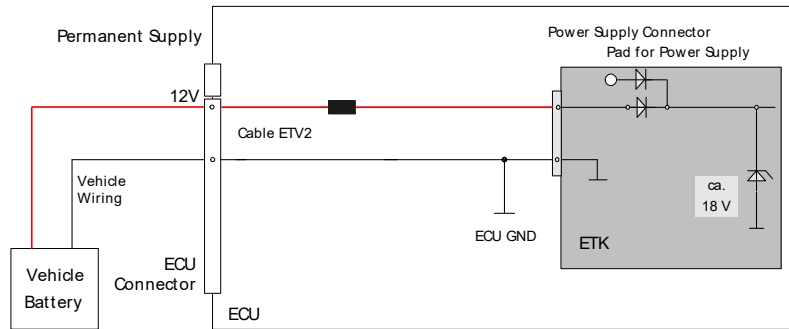 Permanent Supply
Power Supply Connector
Pad for Power Supply
12V
Cable ETV2
Vehicle
Wiring
ca.
18 V
ECU GND
ETK
ECU
Connector
Vehicle
Battery
ECU